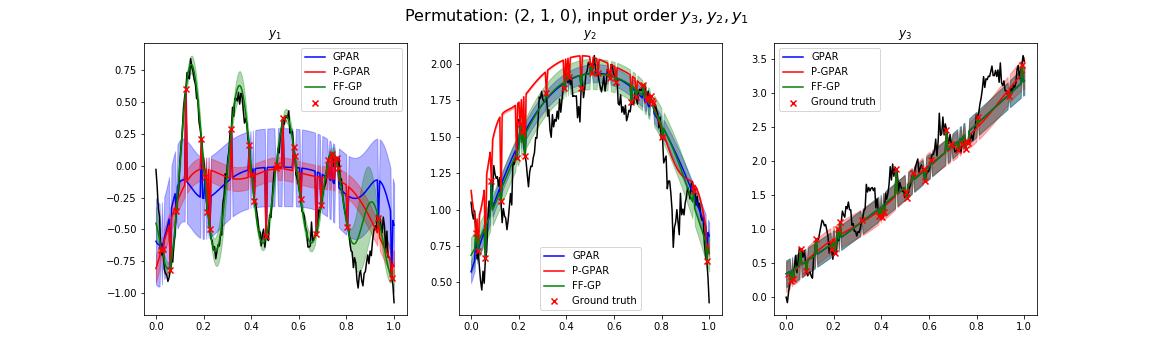 Permutation: (2, 1, 0), input order y₃, y₂, y₁
y₁
GPAR
P-GPAR
FF-GP
Ground truth
0.75
0.50
0.25
0.00
−0.25
−0.50
−0.75
−1.00
0.0 0.2 0.4 0.6 0.8 1.0
y₂
2.00
1.75
1.50
1.25
1.00
0.75
0.50
GPAR
P-GPAR
FF-GP
Ground truth
0.0 0.2 0.4 0.6 0.8 1.0
y₃
GPAR
P-GPAR
FF-GP
Ground truth
3.5
3.0
2.5
2.0
1.5
1.0
0.5
0.0
0.0 0.2 0.4 0.6 0.8 1.0